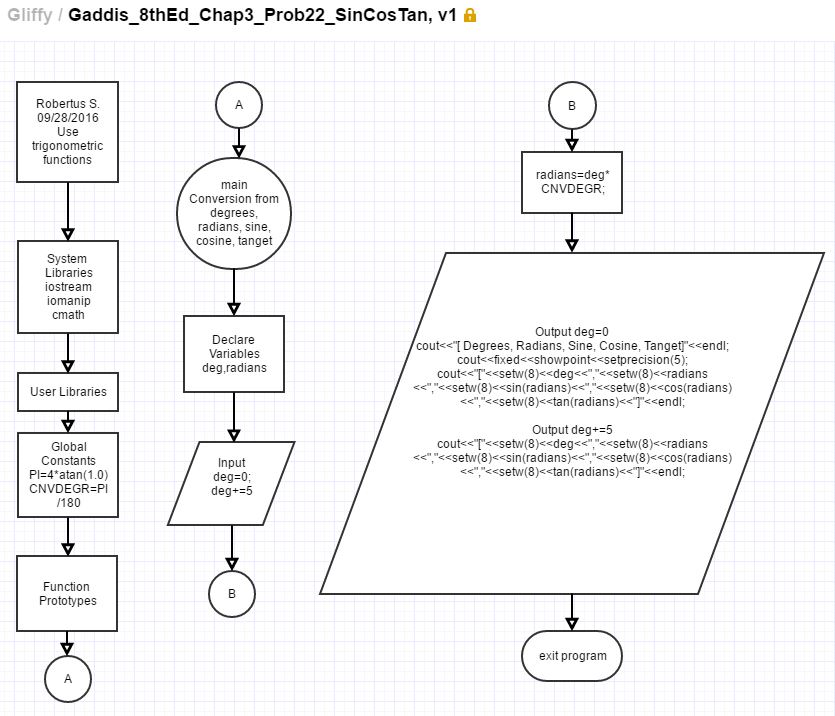 Gliffy / Gaddis_8thEd_Chap3_Prob22_SinCosTan, v1
Robertus S.
09/28/2016
Use
trigonometric
functions
System
Libraries
iostream
iomanip
cmath
User Libraries
Global
Constants
PI=4*atan(1.0)
CNVDEGR=PI
/180
Function
Prototypes
A
A
main
Conversion from
degrees,
radians, sine,
cosine, tanget
Declare
Variables
deg,radians
Input
deg=0;
deg+=5
B
B
radians=deg*
CNVDEGR;
Output deg=0
cout<<"[ Degrees, Radians, Sine, Cosine, Tanget]"<<endl;
cout<<fixed<<showpoint<<setprecision(5);
cout<<"["<<setw(8)<<deg<<","<<setw(8)<<radians
<<","<<setw(8)<<sin(radians)<<","<<setw(8)<<cos(radians)
<<","<<setw(8)<<tan(radians)<<"]"<<endl;
Output deg+=5
cout<<"["<<setw(8)<<deg<<","<<setw(8)<<radians
<<","<<setw(8)<<sin(radians)<<","<<setw(8)<<cos(radians)
<<","<<setw(8)<<tan(radians)<<"]"<<endl;
exit program